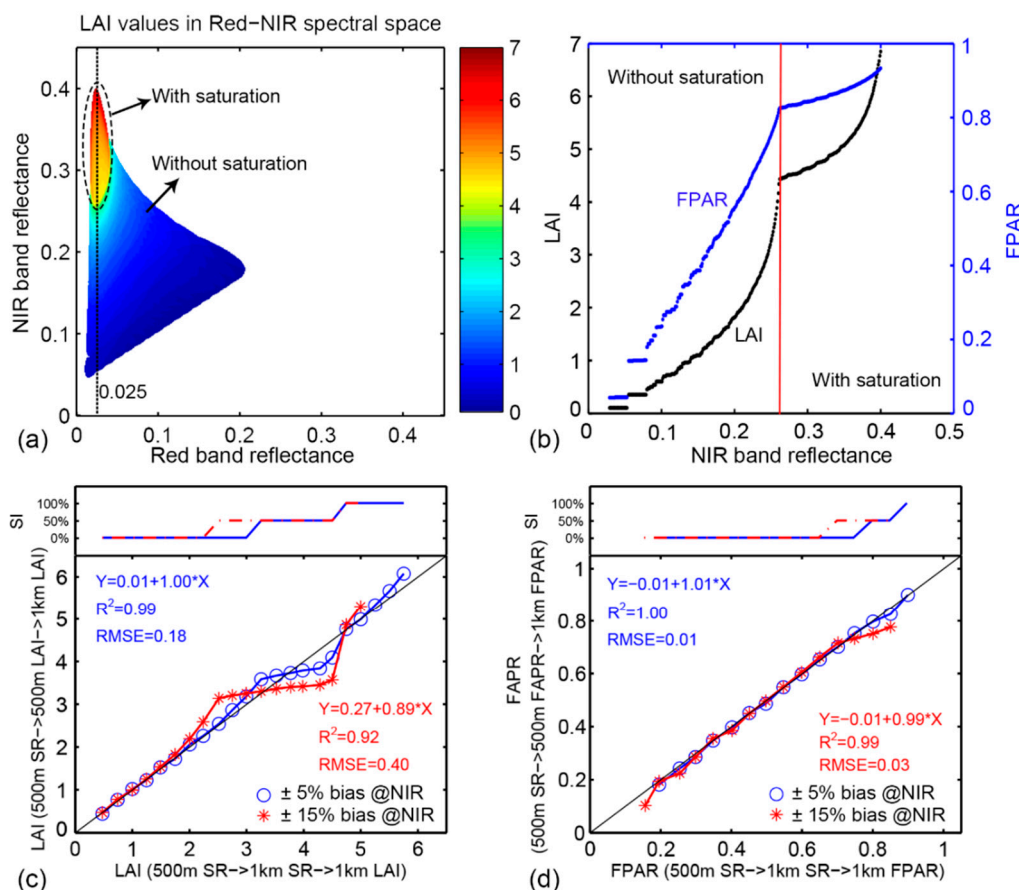 LAI values in Red−NIR spectral space
0.4
0.3
0.2
0.1
0
NIR band reflectance
With saturation
Without saturation
0.025
0
0.1
0.2
0.3
0.4
Red band reflectance
7
6
5
4
3
2
1
0
(a)
7
6
5
4
3
2
1
0
LAI
Without saturation
FPAR
LAI
With saturation
1
0.8
0.6
0.4
0.2
0
FPAR
0
0.1
0.2
0.3
0.4
0.5
NIR band reflectance
(b)
SI
100%
50%
0%
LAI (500m SR−>500m LAI−>1km LAI)
6
5
4
3
2
1
0
Y=0.01+1.00*X
R²=0.99
RMSE=0.18
Y=0.27+0.89*X
R²=0.92
RMSE=0.40
± 5% bias @NIR
± 15% bias @NIR
0
1
2
3
4
5
6
LAI (500m SR−>1km SR−>1km LAI)
(c)
SI
100%
50%
0%
FAPR
(500m SR−>500m FAPR−>1km FPAR)
1
0.8
0.6
0.4
0.2
0
Y=−0.01+1.01*X
R²=1.00
RMSE=0.01
Y=−0.01+0.99*X
R²=0.99
RMSE=0.03
± 5% bias @NIR
± 15% bias @NIR
0
0.2
0.4
0.6
0.8
1
FPAR (500m SR−>1km SR−>1km FPAR)
(d)